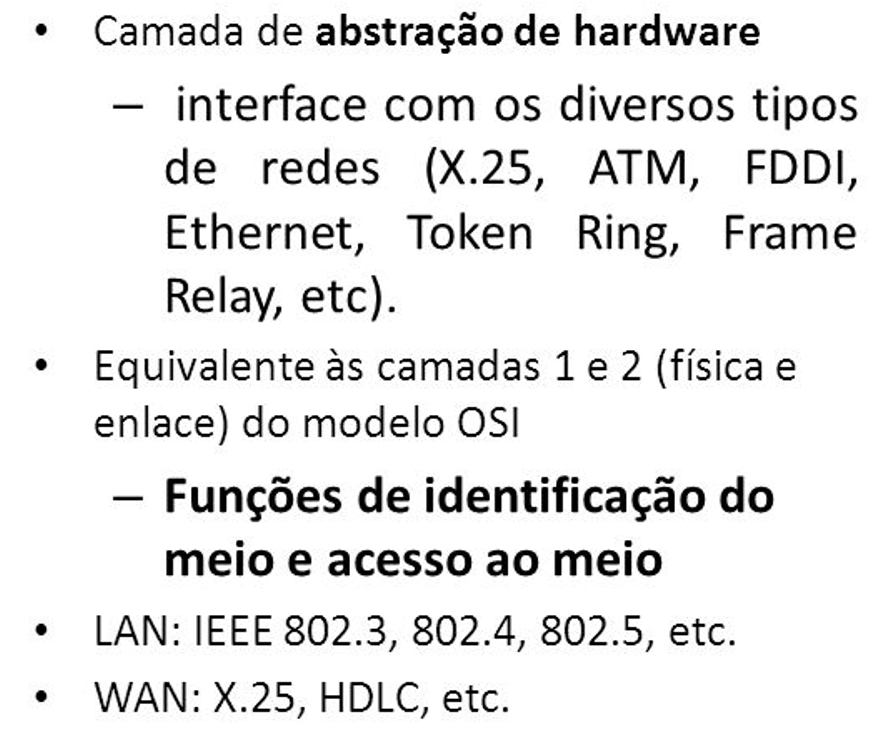 • Camada de abstração de hardware
– interface com os diversos tipos
de redes (X.25, ATM, FDDI,
Ethernet, Token Ring, Frame
Relay, etc).
• Equivalente às camadas 1 e 2 (física e
enlace) do modelo OSI
– Funções de identificação do
meio e acesso ao meio
• LAN: IEEE 802.3, 802.4, 802.5, etc.
• WAN: X.25, HDLC, etc.